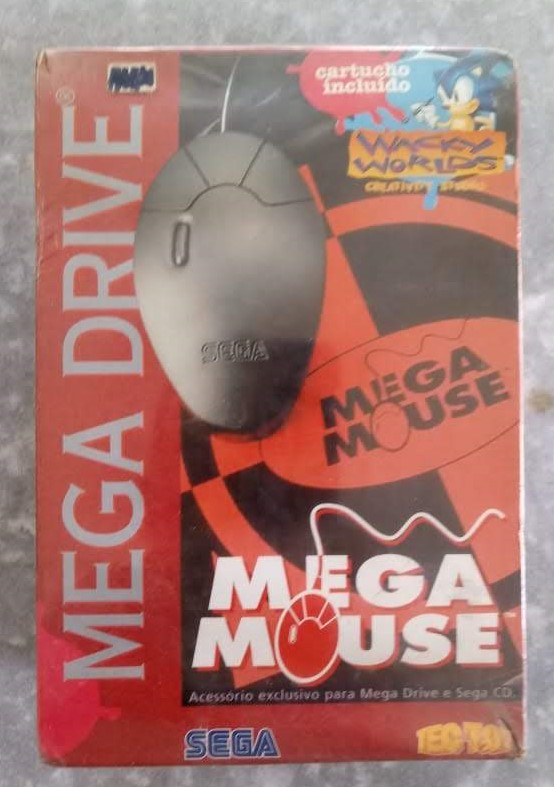 MEGA DRIVE®
cartucho
incluído
WACKY
WORLDS
CREATIVITY STUDIO
SEGA
MEGA
MOUSE
MEGA
MOUSE™
Acessório exclusivo para Mega Drive e Sega CD.
SEGA
TEC TOY